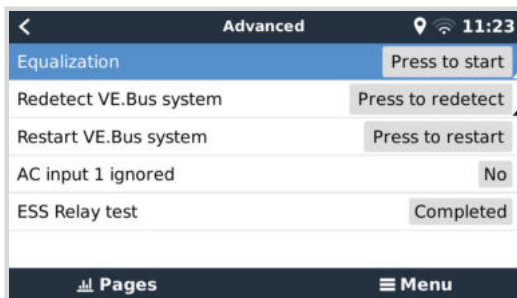 Advanced 11:23
Equalization Press to start
Redetect VE.Bus system Press to redetect
Restart VE.Bus system Press to restart
AC input 1 ignored No
ESS Relay test Completed
Pages Menu